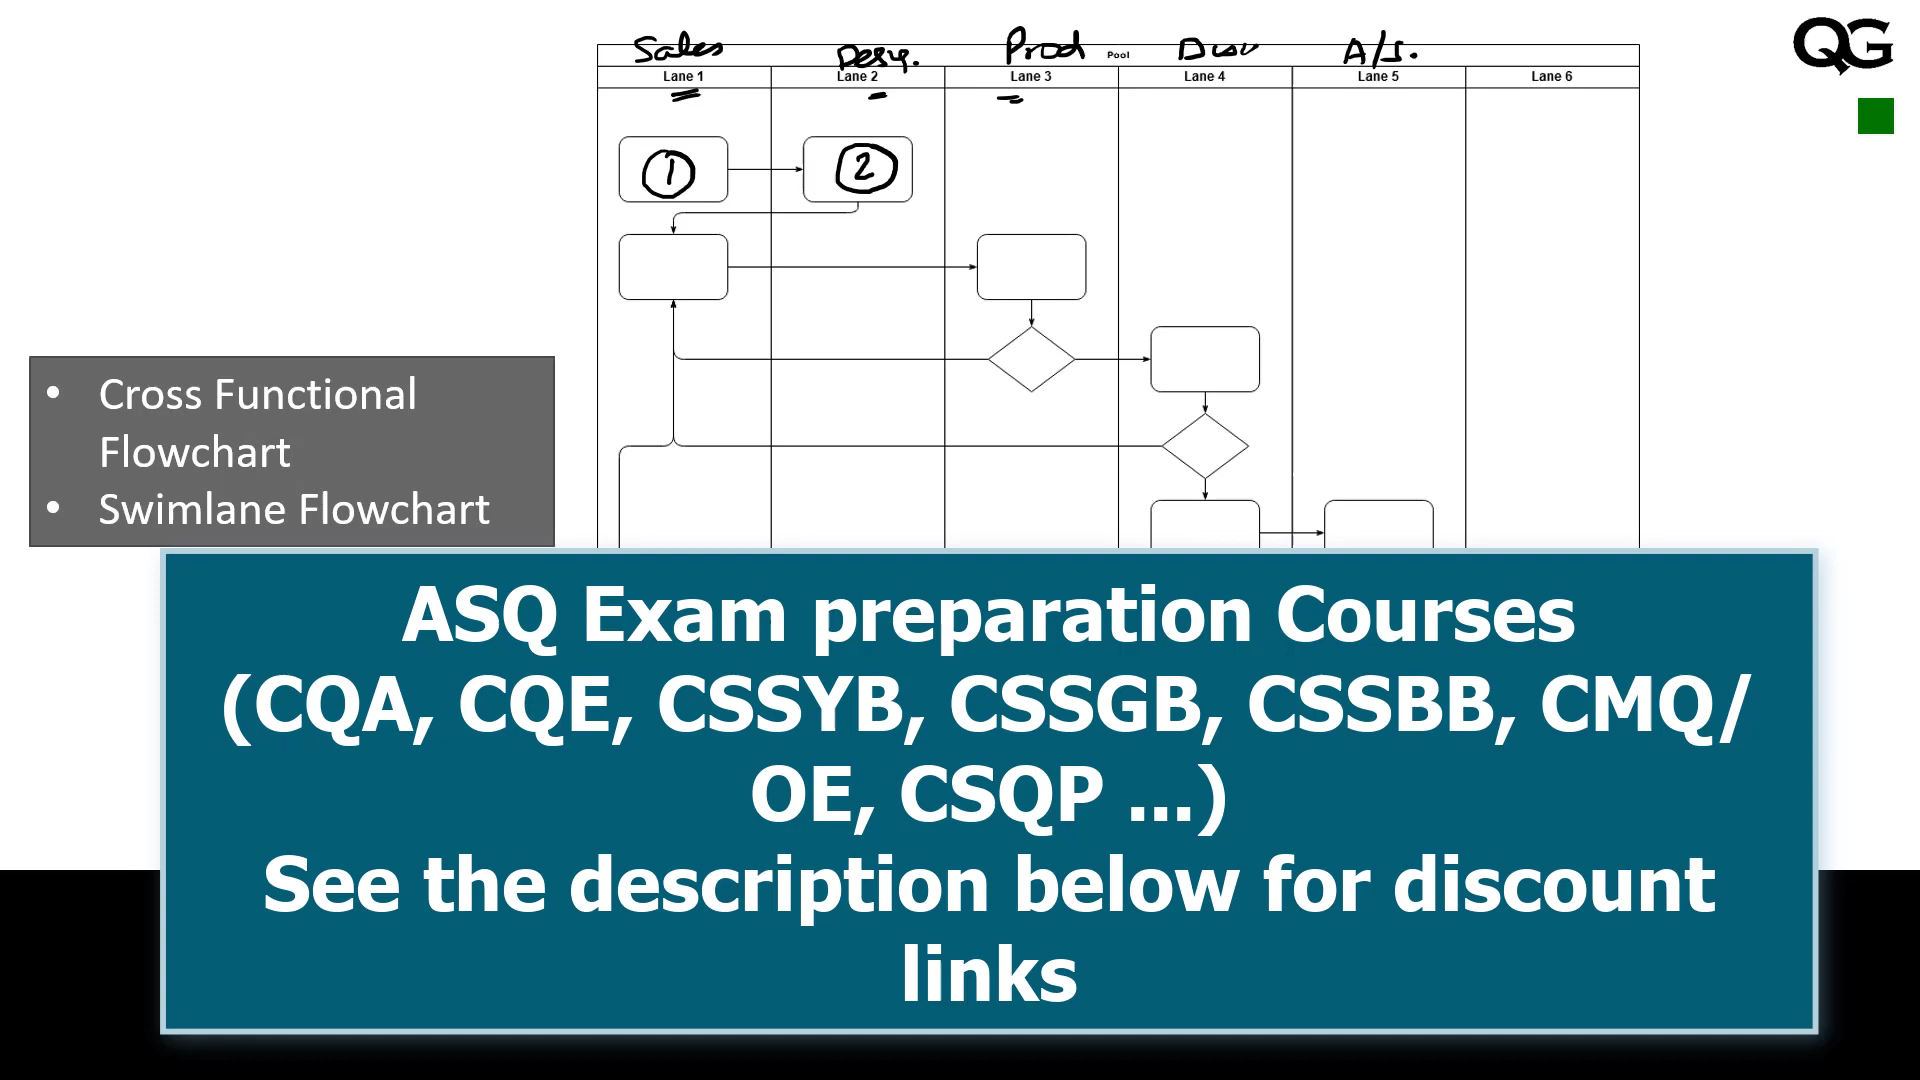 QG
Sales
Desg.
Prod
Pool
A/S.
Lane 1
Lane 2
Lane 3
Lane 4
Lane 5
Lane 6
1
2
• Cross Functional
Flowchart
• Swimlane Flowchart
ASQ Exam preparation Courses
(CQA, CQE, CSSYB, CSSGB, CSSBB, CMQ/
OE, CSQP ...)
See the description below for discount
links